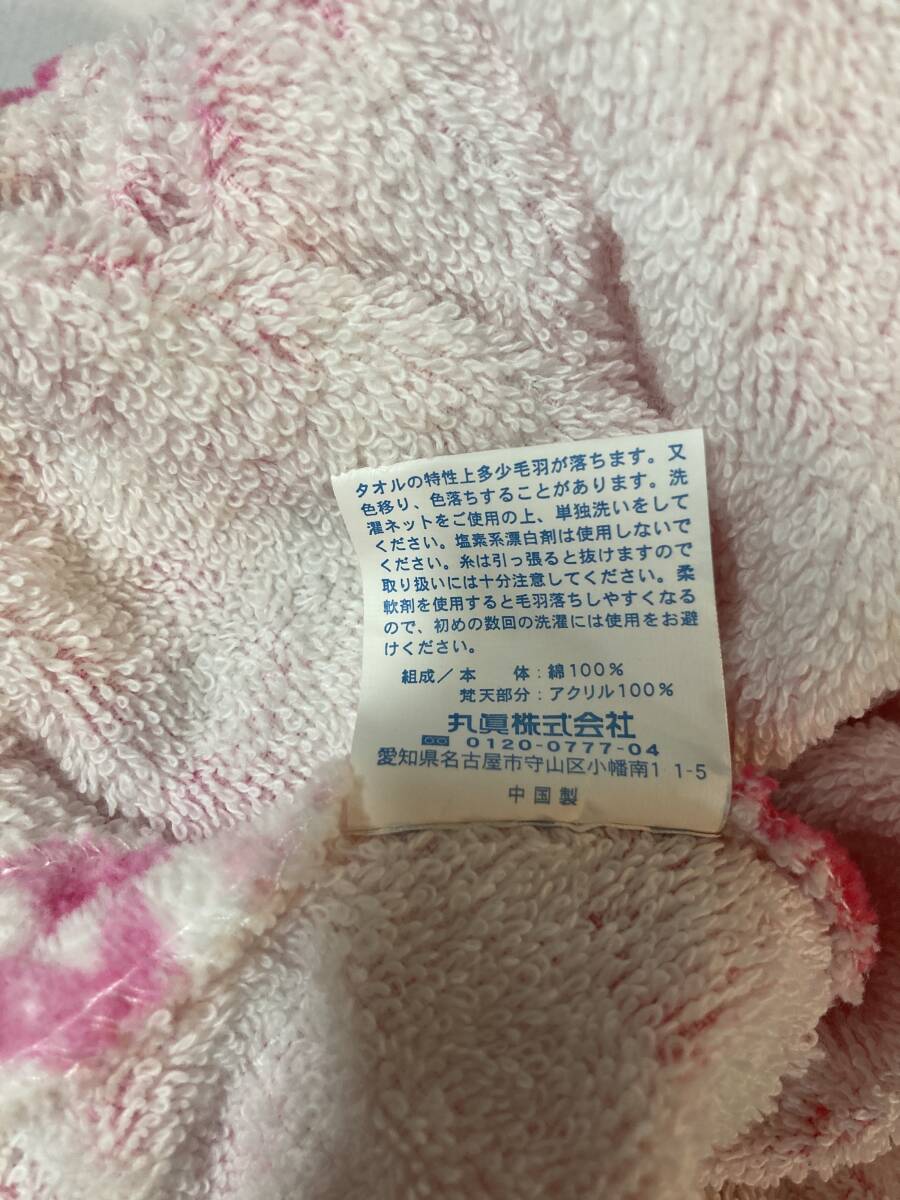 タオルの特性上多少毛羽が落ちます。又
色移り、色落ちすることがあります。洗
濯ネットをご使用の上、単独洗いをして
ください。塩素系漂白剤は使用しないで
ください。糸は引っ張ると抜けますので
取り扱いには十分注意してください。柔
軟剤を使用すると毛羽落ちしやすくなる
ので、初めの数回の洗濯には使用をお避
けください。
組成／本　体：綿100％
梵天部分：アクリル100％
丸眞株式会社
0120-0777-04
愛知県名古屋市守山区小幡南1 1-5
中国製